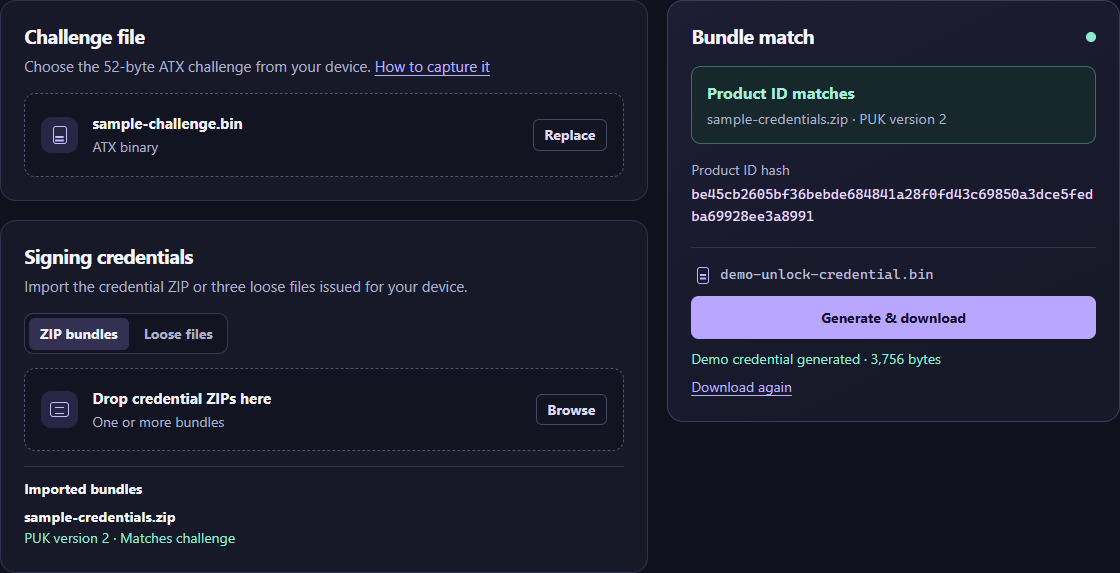 Challenge file
Choose the 52-byte ATX challenge from your device. How to capture it
sample-challenge.bin
ATX binary
Replace
Signing credentials
Import the credential ZIP or three loose files issued for your device.
ZIP bundles
Loose files
Drop credential ZIPs here
One or more bundles
Browse
Imported bundles
sample-credentials.zip
PUK version 2 · Matches challenge
Bundle match
Product ID matches
sample-credentials.zip · PUK version 2
Product ID hash
be45cb2605bf36bebde684841a28f0fd43c69850a3dce5fed
ba69928ee3a8991
demo-unlock-credential.bin
Generate & download
Demo credential generated · 3,756 bytes
Download again